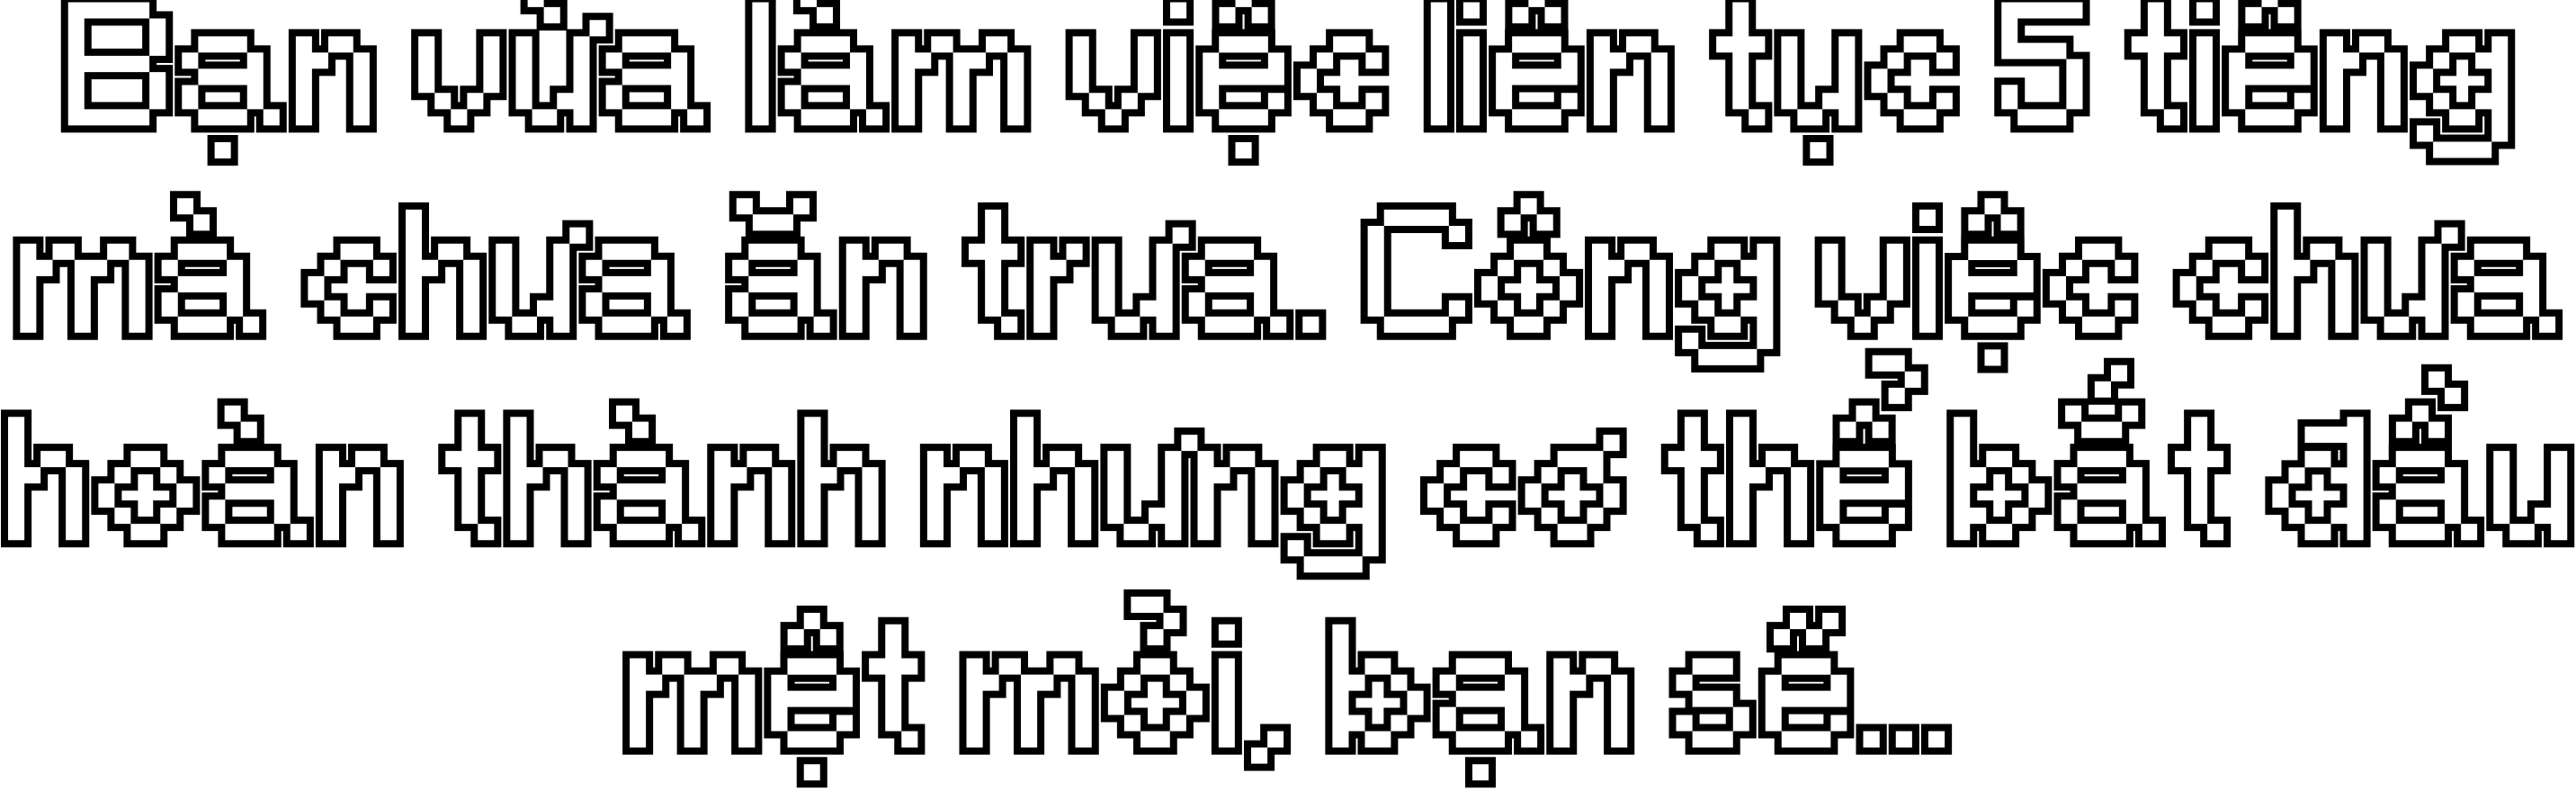 Bạn vừa làm việc liên tục 5 tiếng
mà chưa ăn trưa. Công việc chưa
hoàn thành nhưng cơ thể bắt đầu
mệt mỏi, bạn sẽ...